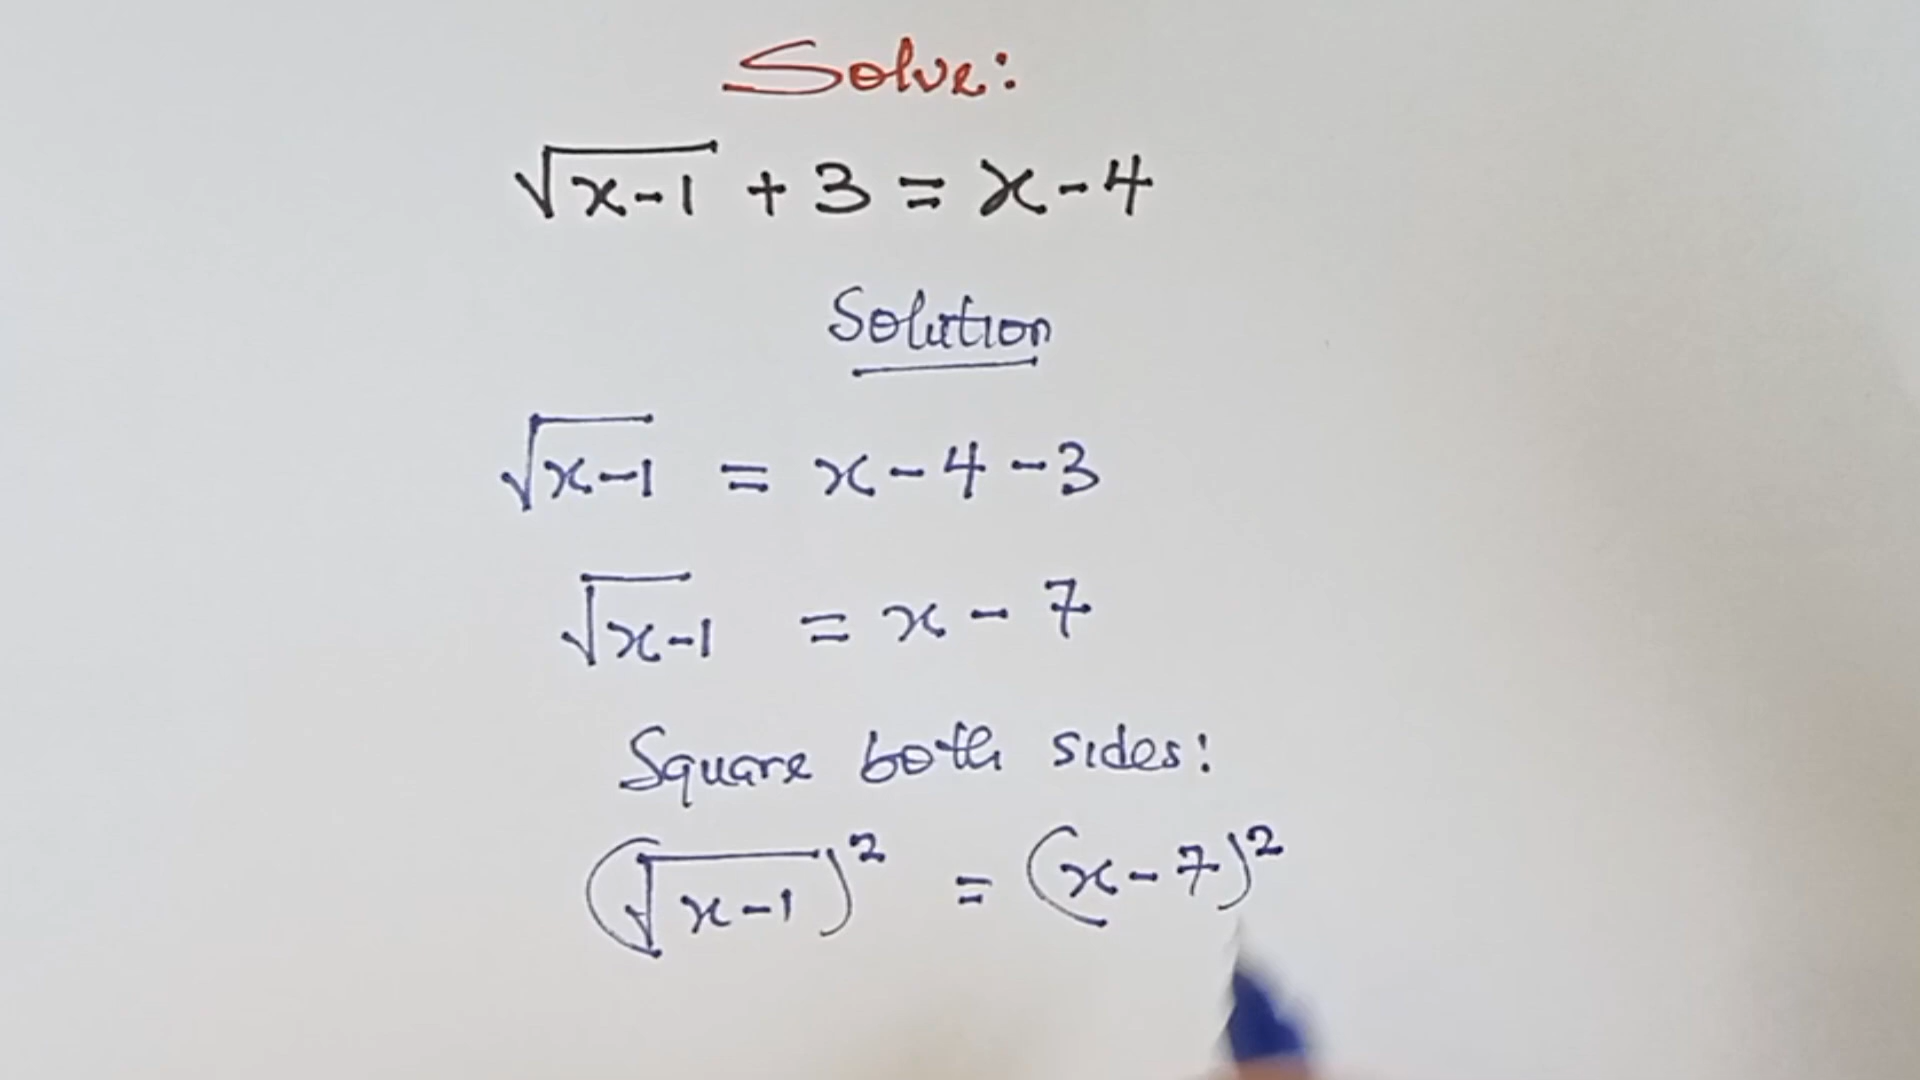 Solve:
√(x-1) + 3 = x - 4
Solution
√(x-1) = x - 4 - 3
√(x-1) = x - 7
Square both sides:
(√(x-1))² = (x-7)²